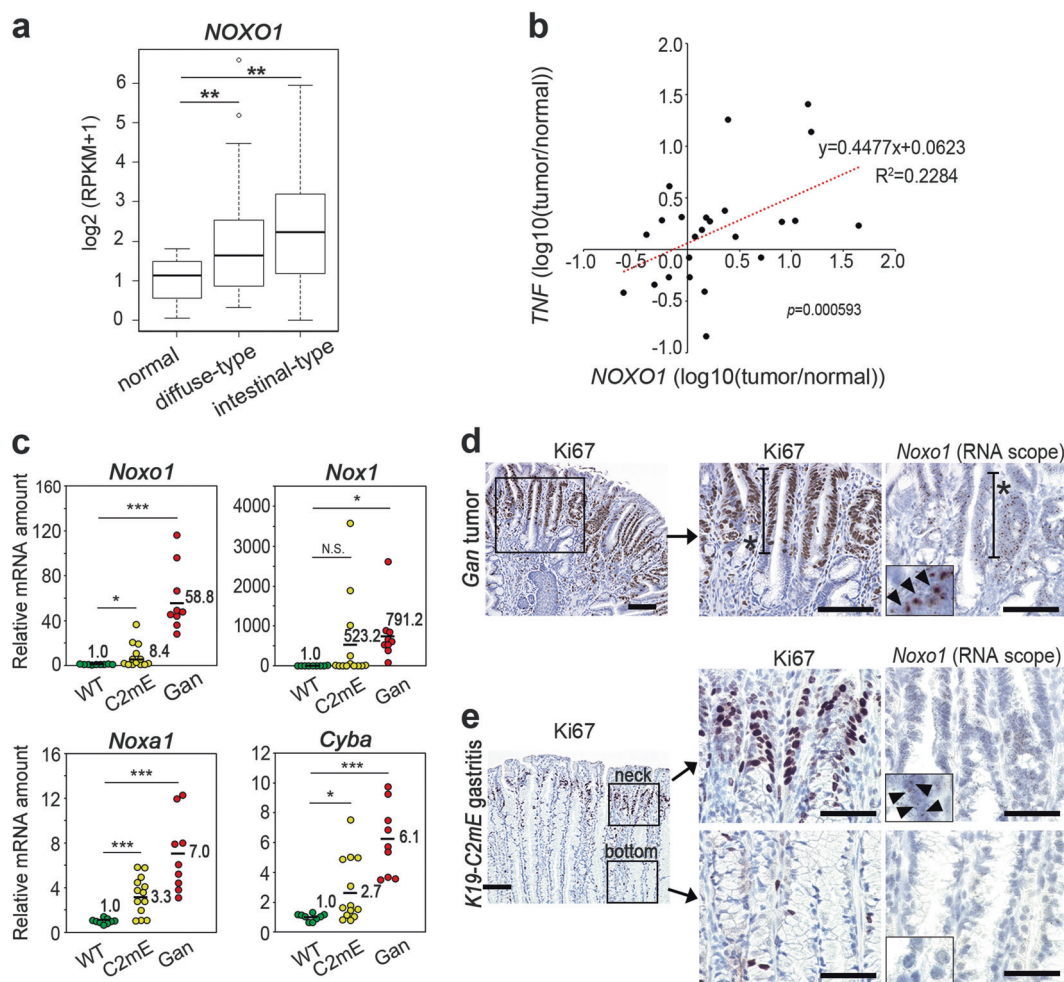 a
NOXO1
log2 (RPKM+1)
6
5
4
3
2
1
0
**
**
normal
diffuse-type
intestinal-type
b
TNF (log10(tumor/normal))
2.0
1.5
1.0
0.5
-0.5
-1.0
-1.0
-0.5
0.0
0.5
1.0
1.5
2.0
y=0.4477x+0.0623
R²=0.2284
p=0.000593
NOXO1 (log10(tumor/normal))
c
Noxo1
Relative mRNA amount
160
120
80
40
0
***
*
1.0
8.4
58.8
WT
C2mE
Gan
Nox1
4000
3000
2000
1000
500
0
*
N.S.
1.0
523.2
791.2
WT
C2mE
Gan
Noxa1
Relative mRNA amount
16
12
8
4
0
***
***
1.0
3.3
7.0
WT
C2mE
Gan
Cyba
12
10
8
6
4
2
0
***
*
1.0
2.7
6.1
WT
C2mE
Gan
d
Gan tumor
Ki67
Ki67
Noxo1 (RNA scope)
*
*
e
K19-C2mE gastritis
Ki67
neck
bottom
Ki67
Noxo1 (RNA scope)